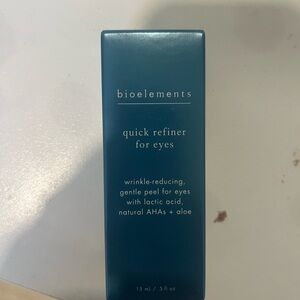 bioelements
quick refiner
for eyes
wrinkle-reducing,
gentle peel for eyes
with lactic acid,
natural AHAs + aloe
15 mL / .5 fl oz